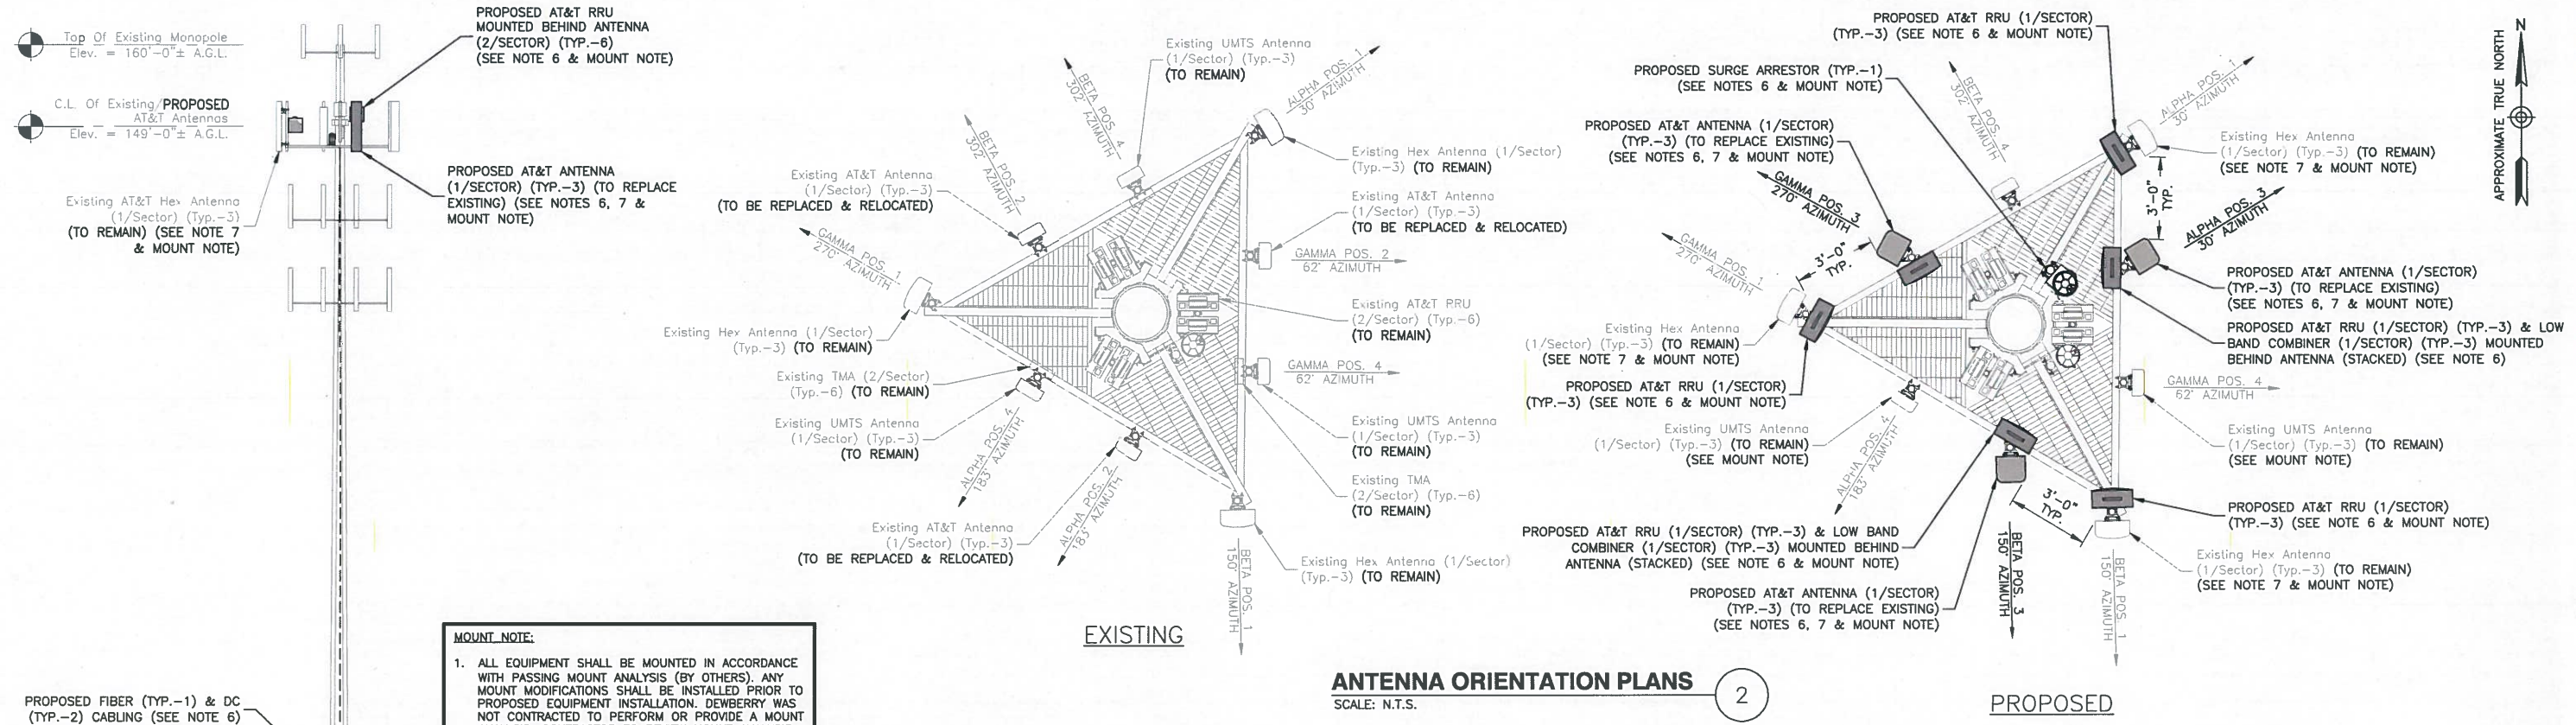 Top Of Existing Monopole
Elev. = 160'-0"± A.G.L.
C.L. Of Existing/PROPOSED
AT&T Antennas
Elev. = 149'-0"± A.G.L.
PROPOSED AT&T RRU
MOUNTED BEHIND ANTENNA
(2/SECTOR) (TYP.-6)
(SEE NOTE 6 & MOUNT NOTE)
PROPOSED AT&T ANTENNA
(1/SECTOR) (TYP.-3) (TO REPLACE
EXISTING) (SEE NOTES 6, 7 &
MOUNT NOTE)
Existing AT&T Hex Antenna
(1/Sector) (Typ.-3)
(TO REMAIN) (SEE NOTE 7
& MOUNT NOTE)
PROPOSED FIBER (TYP.-1) & DC
(TYP.-2) CABLING (SEE NOTE 6)
MOUNT NOTE:
1. ALL EQUIPMENT SHALL BE MOUNTED IN ACCORDANCE
WITH PASSING MOUNT ANALYSIS (BY OTHERS). ANY
MOUNT MODIFICATIONS SHALL BE INSTALLED PRIOR TO
PROPOSED EQUIPMENT INSTALLATION. DEWBERRY WAS
NOT CONTRACTED TO PERFORM OR PROVIDE A MOUNT
Existing UMTS Antenna
(1/Sector) (Typ.-3)
(TO REMAIN)
ALPHA POS. 1
30° AZIMUTH
BETA POS. 4
302° AZIMUTH
BETA POS. 2
302° AZIMUTH
Existing Hex Antenna (1/Sector)
(Typ.-3) (TO REMAIN)
Existing AT&T Antenna
(1/Sector) (Typ.-3)
(TO BE REPLACED & RELOCATED)
Existing AT&T Antenna
(1/Sector) (Typ.-3)
(TO BE REPLACED & RELOCATED)
GAMMA POS. 1
270° AZIMUTH
GAMMA POS. 2
62° AZIMUTH
Existing AT&T RRU
(2/Sector) (Typ.-6)
(TO REMAIN)
Existing Hex Antenna (1/Sector)
(Typ.-3) (TO REMAIN)
Existing TMA (2/Sector)
(Typ.-6) (TO REMAIN)
GAMMA POS. 4
62° AZIMUTH
Existing UMTS Antenna
(1/Sector) (Typ.-3)
(TO REMAIN)
Existing UMTS Antenna
(1/Sector) (Typ.-3)
(TO REMAIN)
ALPHA POS. 4
183° AZIMUTH
ALPHA POS. 2
183° AZIMUTH
Existing TMA
(2/Sector) (Typ.-6)
(TO REMAIN)
Existing AT&T Antenna
(1/Sector) (Typ.-3)
(TO BE REPLACED & RELOCATED)
BETA POS. 1
150° AZIMUTH
Existing Hex Antenna (1/Sector)
(Typ.-3) (TO REMAIN)
EXISTING
ANTENNA ORIENTATION PLANS
SCALE: N.T.S.
2
PROPOSED AT&T RRU (1/SECTOR)
(TYP.-3) (SEE NOTE 6 & MOUNT NOTE)
PROPOSED SURGE ARRESTOR (TYP.-1)
(SEE NOTES 6 & MOUNT NOTE)
PROPOSED AT&T ANTENNA (1/SECTOR)
(TYP.-3) (TO REPLACE EXISTING)
(SEE NOTES 6, 7 & MOUNT NOTE)
BETA POS. 4
302° AZIMUTH
ALPHA POS. 1
30° AZIMUTH
N
APPROXIMATE TRUE NORTH
Existing Hex Antenna
(1/Sector) (Typ.-3) (TO REMAIN)
(SEE NOTE 7 & MOUNT NOTE)
GAMMA POS. 3
270° AZIMUTH
3'-0"
TYP.
ALPHA POS. 3
30° AZIMUTH
GAMMA POS. 1
270° AZIMUTH
3'-0"
TYP.
PROPOSED AT&T ANTENNA (1/SECTOR)
(TYP.-3) (TO REPLACE EXISTING)
(SEE NOTES 6, 7 & MOUNT NOTE)
PROPOSED AT&T RRU (1/SECTOR) (TYP.-3) & LOW
BAND COMBINER (1/SECTOR) (TYP.-3) MOUNTED
BEHIND ANTENNA (STACKED) (SEE NOTE 6)
Existing Hex Antenna
(1/Sector) (Typ.-3) (TO REMAIN)
(SEE NOTE 7 & MOUNT NOTE)
PROPOSED AT&T RRU (1/SECTOR)
(TYP.-3) (SEE NOTE 6 & MOUNT NOTE)
GAMMA POS. 4
62° AZIMUTH
Existing UMTS Antenna
(1/Sector) (Typ.-3) (TO REMAIN)
(SEE MOUNT NOTE)
ALPHA POS. 4
183° AZIMUTH
Existing UMTS Antenna
(1/Sector) (Typ.-3) (TO REMAIN)
(SEE MOUNT NOTE)
3'-0"
TYP.
PROPOSED AT&T RRU (1/SECTOR)
(TYP.-3) (SEE NOTE 6 & MOUNT NOTE)
PROPOSED AT&T RRU (1/SECTOR) (TYP.-3) & LOW BAND
COMBINER (1/SECTOR) (TYP.-3) MOUNTED BEHIND
ANTENNA (STACKED) (SEE NOTE 6 & MOUNT NOTE)
BETA POS. 3
150° AZIMUTH
BETA POS. 1
150° AZIMUTH
Existing Hex Antenna
(1/Sector) (Typ.-3) (TO REMAIN)
(SEE NOTE 7 & MOUNT NOTE)
PROPOSED AT&T ANTENNA (1/SECTOR)
(TYP.-3) (TO REPLACE EXISTING)
(SEE NOTES 6, 7 & MOUNT NOTE)
PROPOSED